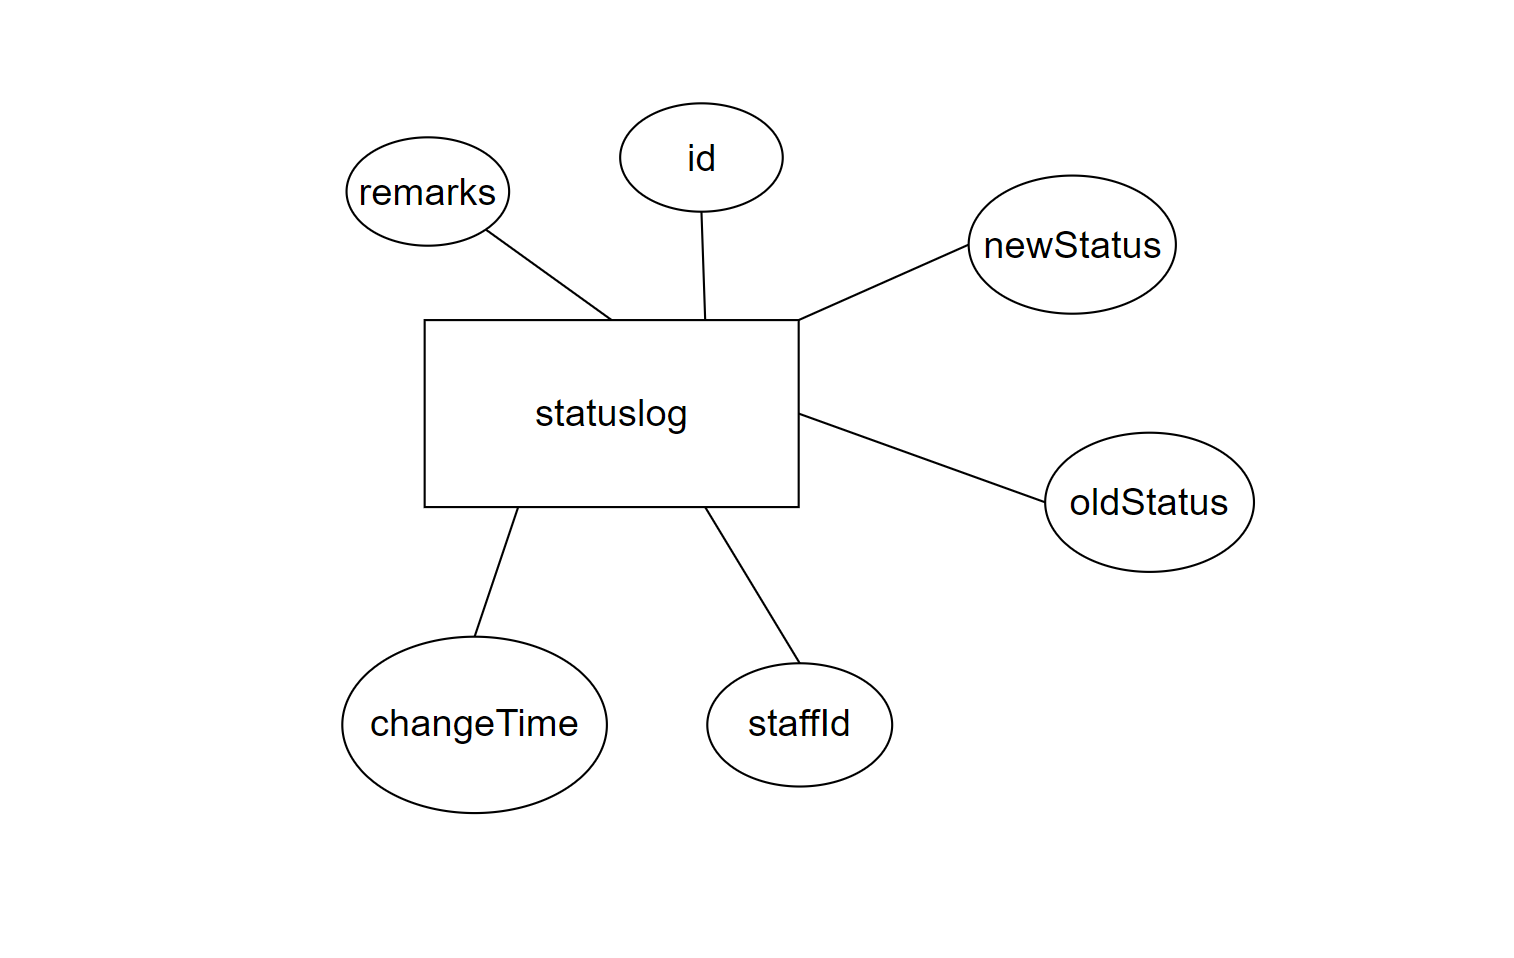 id
remarks
newStatus
statuslog
oldStatus
changeTime
staffId